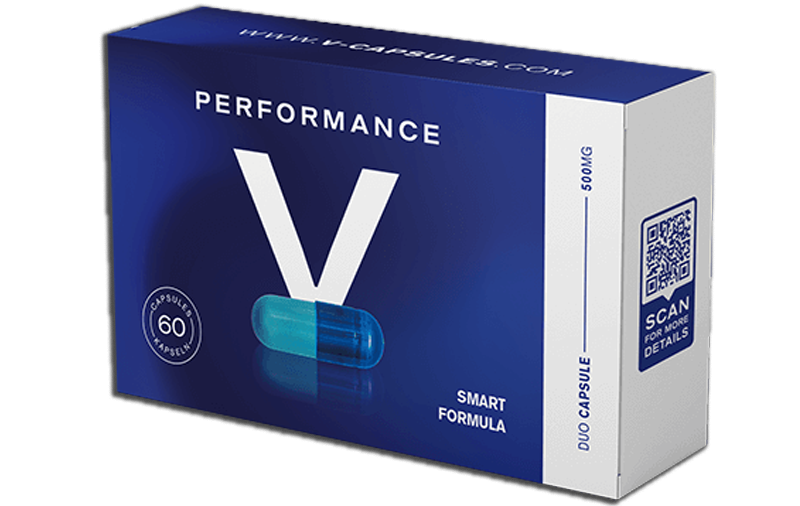 WWW.V-CAPSULES.COM
PERFORMANCE
V
CAPSULES
60
KAPSELN
SMART
FORMULA
500MG
DUO CAPSULE
SCAN
FOR MORE
DETAILS